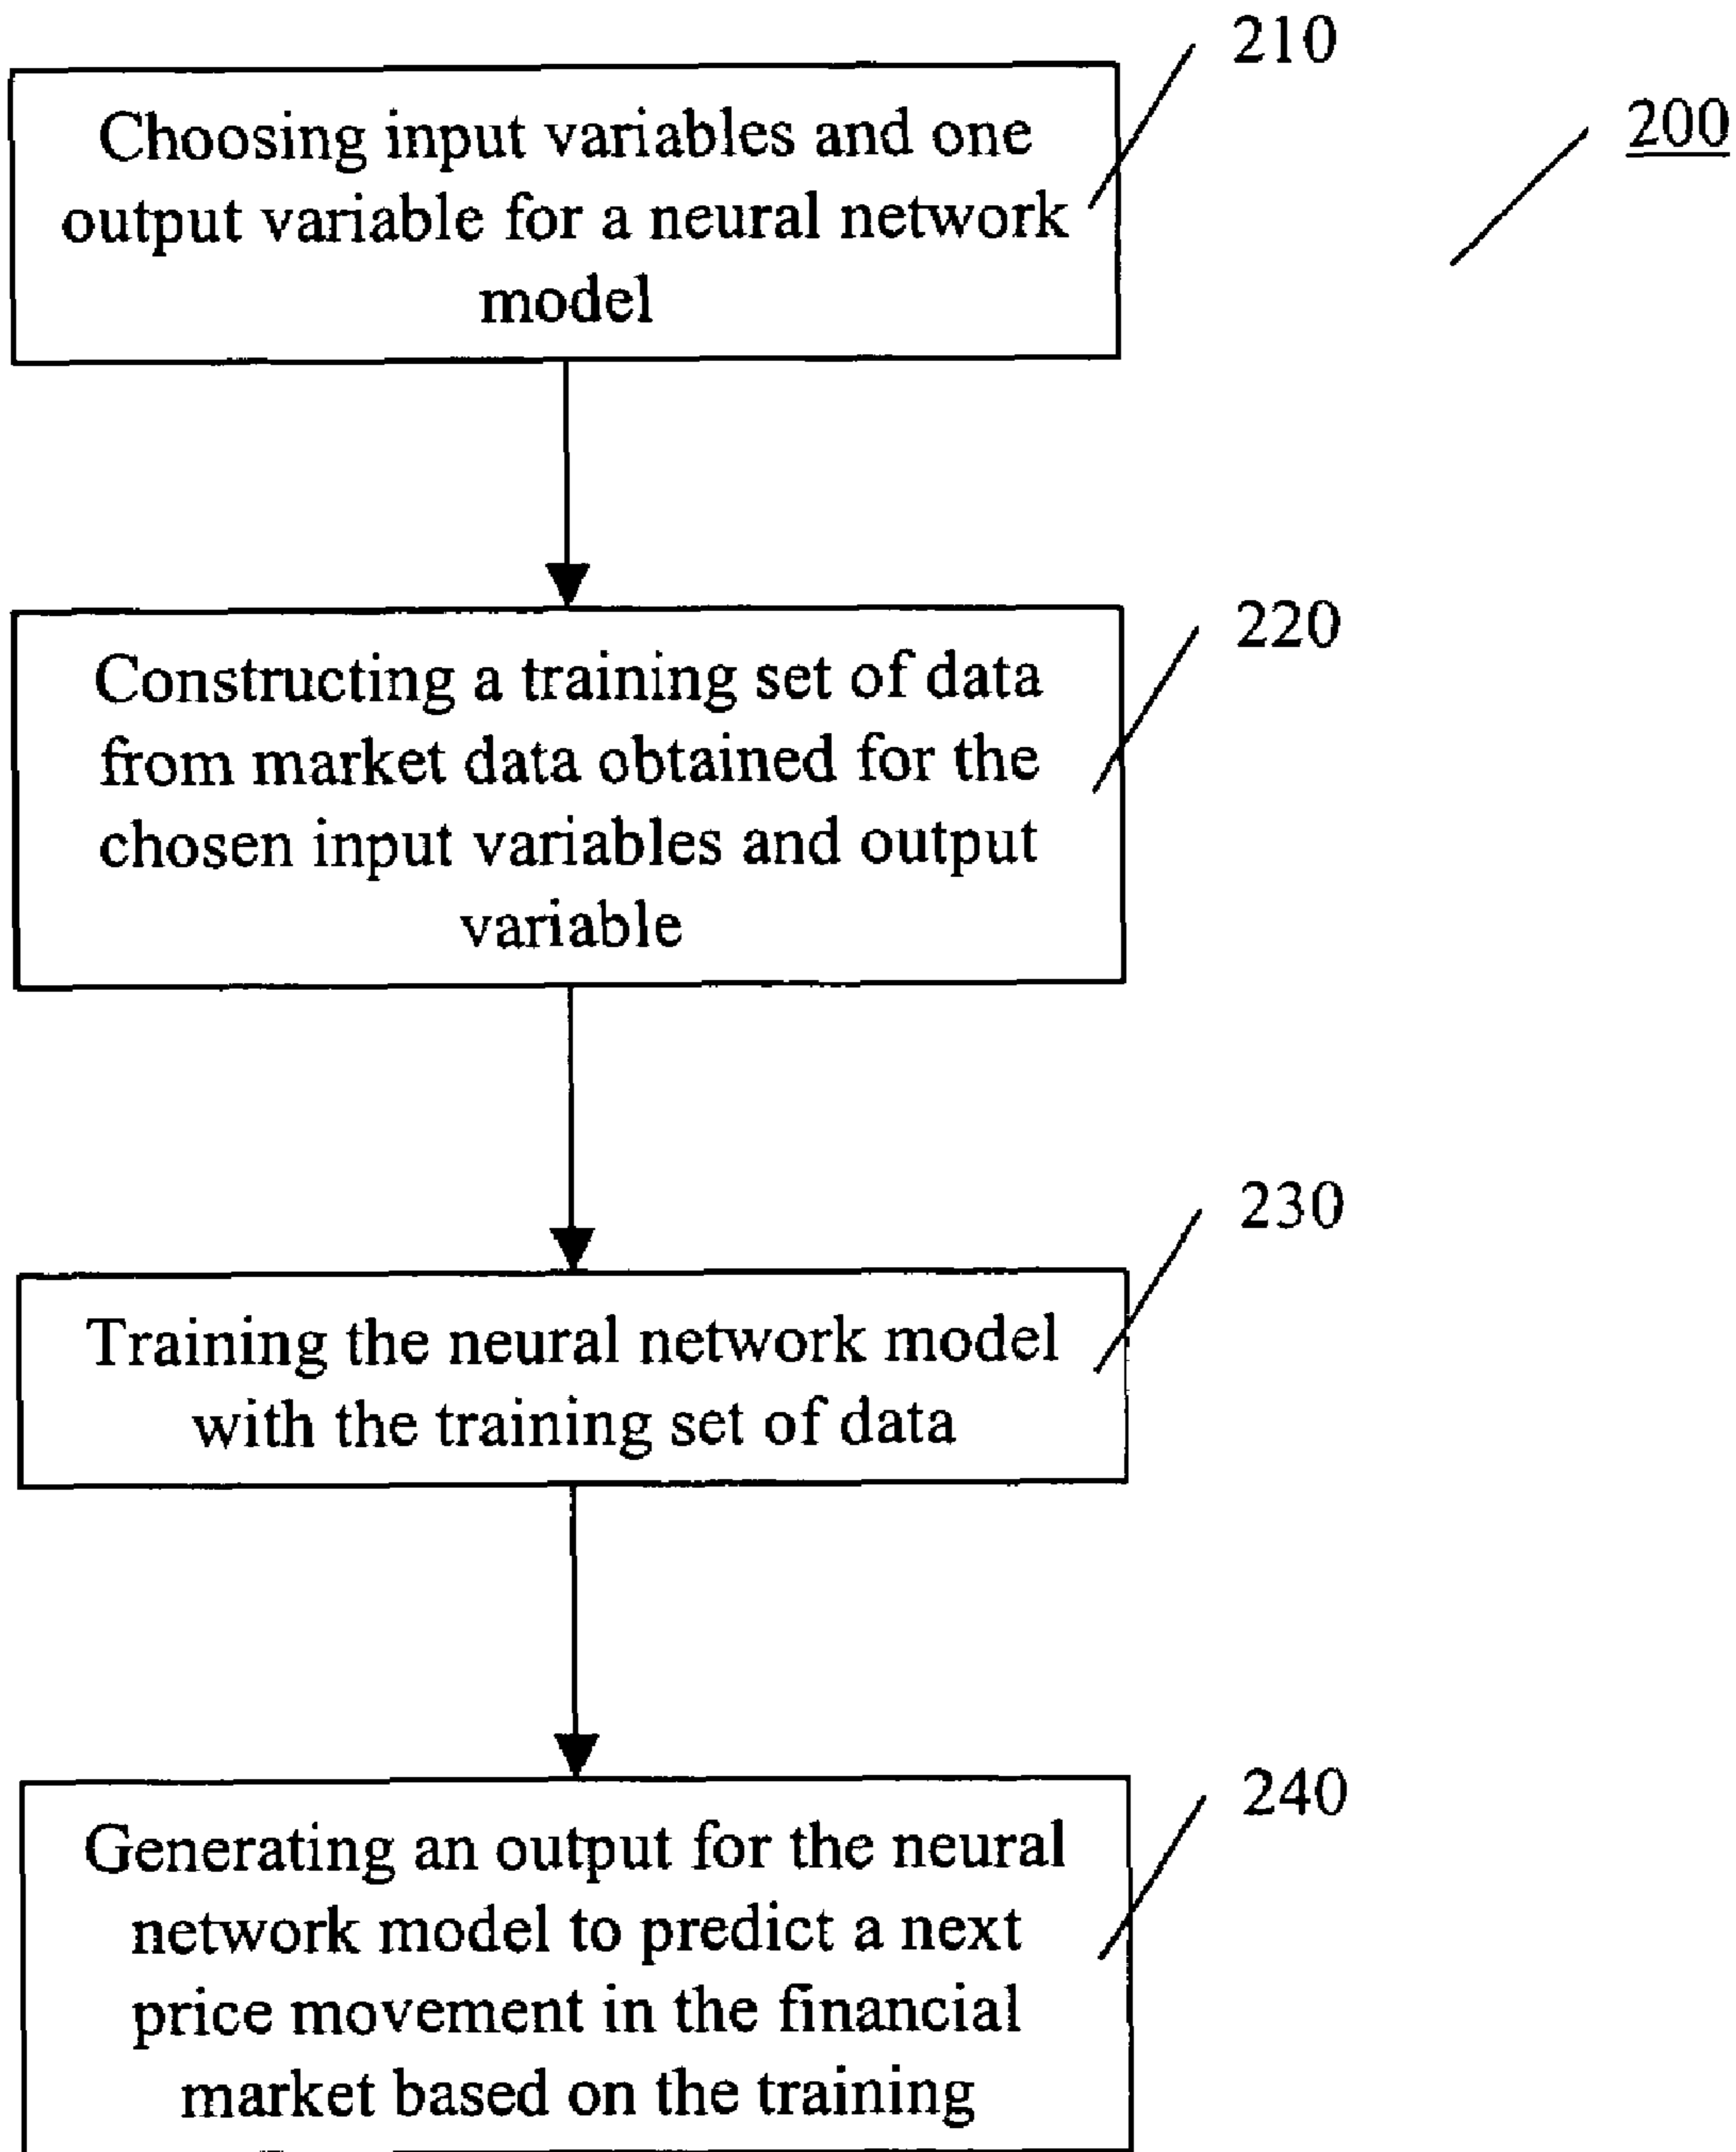 210
200
Choosing input variables and one
output variable for a neural network
model
220
Constructing a training set of data
from market data obtained for the
chosen input variables and output
variable
230
Training the neural network model
with the training set of data
240
Generating an output for the neural
network model to predict a next
price movement in the financial
market based on the training